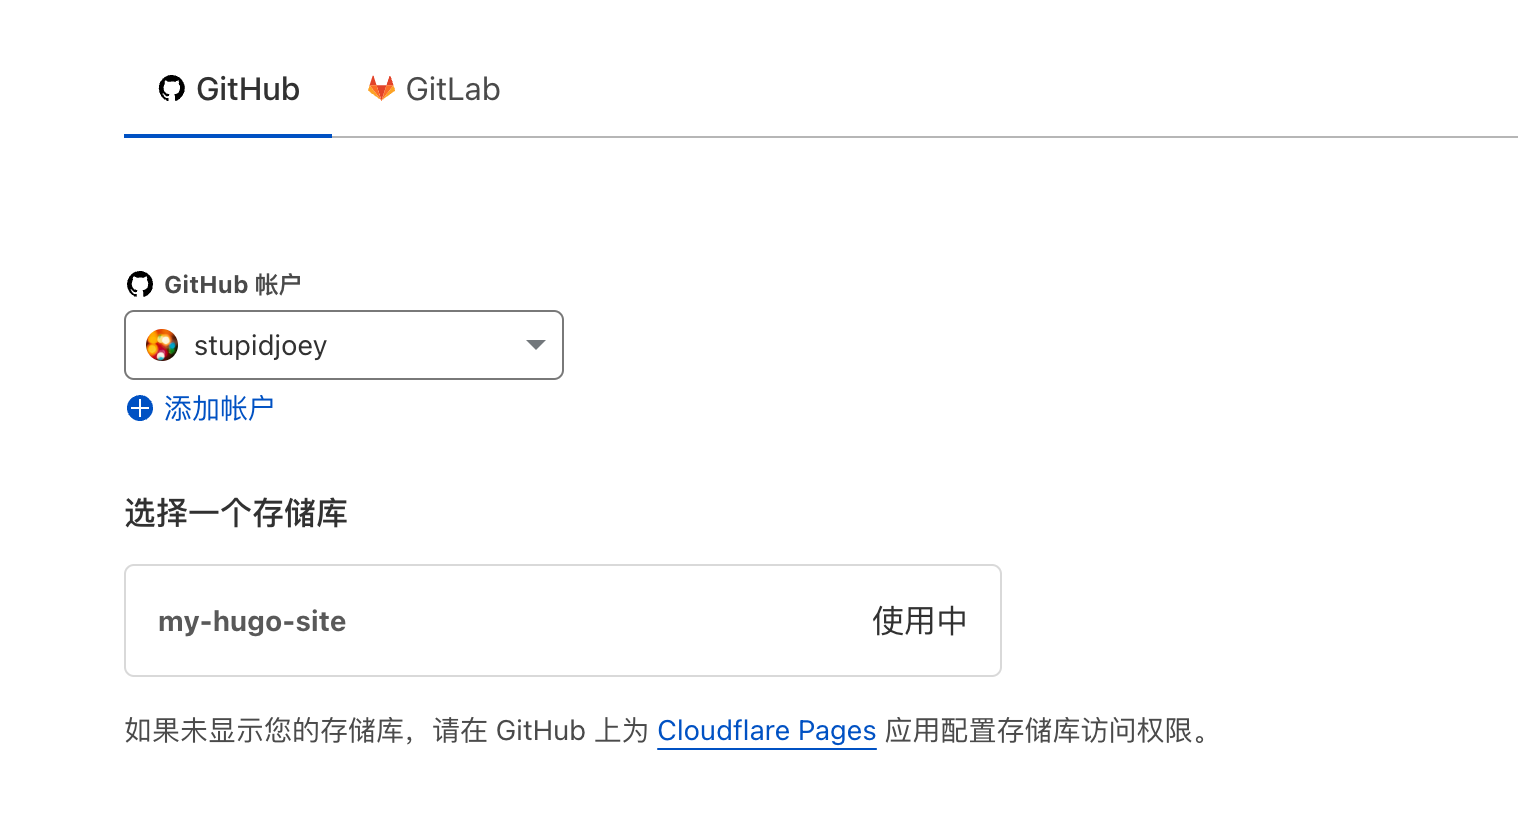 GitHub GitLab
GitHub 帐户
stupidjoey
添加帐户
选择一个存储库
my-hugo-site 使用中
如果未显示您的存储库，请在 GitHub 上为 Cloudflare Pages 应用配置存储库访问权限。